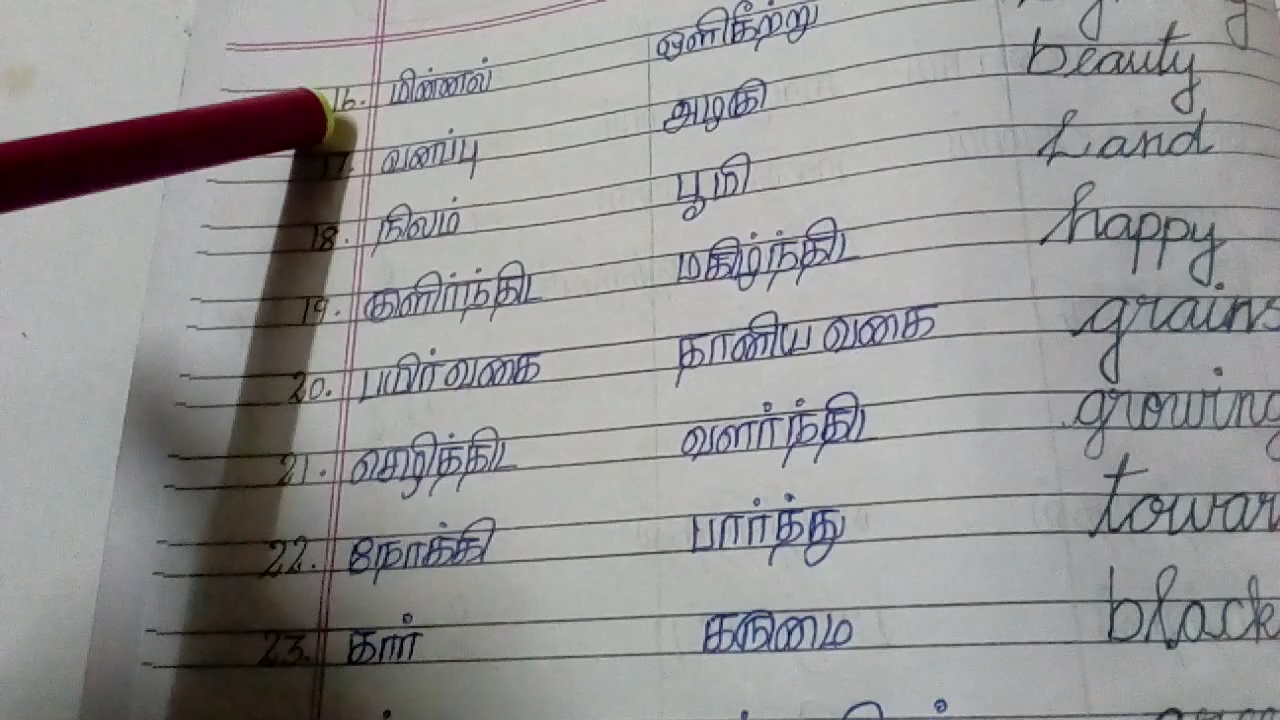 16. மின்னல் ஒளிகீற்று
17. வனப்பு அழகு beauty
18. நிலம் பூமி Land
19. குளிர்ந்திட மகிழ்ந்திட happy
20. பயிர்வகை தானிய வகை grains
21. செழித்திட வளர்ந்திட growing
22. நோக்கி பார்த்து towar
23. கார் கருமை black